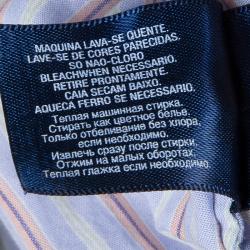 MAQUINA LAVA-SE QUENTE.
LAVE-SE DE CORES PARECIDAS.
SO NAO-CLORO
BLEACHWHEN NECESSARIO.
RETIRE PRONTAMENTE.
CAIA SECAM BAIXO.
AQUECA FERRO SE NECESSARIO.
Теплая машинная стирка.
Стирать как цветное белье.
Только отбеливание без хлора,
если необходимо.
Извлечь сразу после стирки.
Отжим на малых оборотах.
Теплая глажка если необходимо.